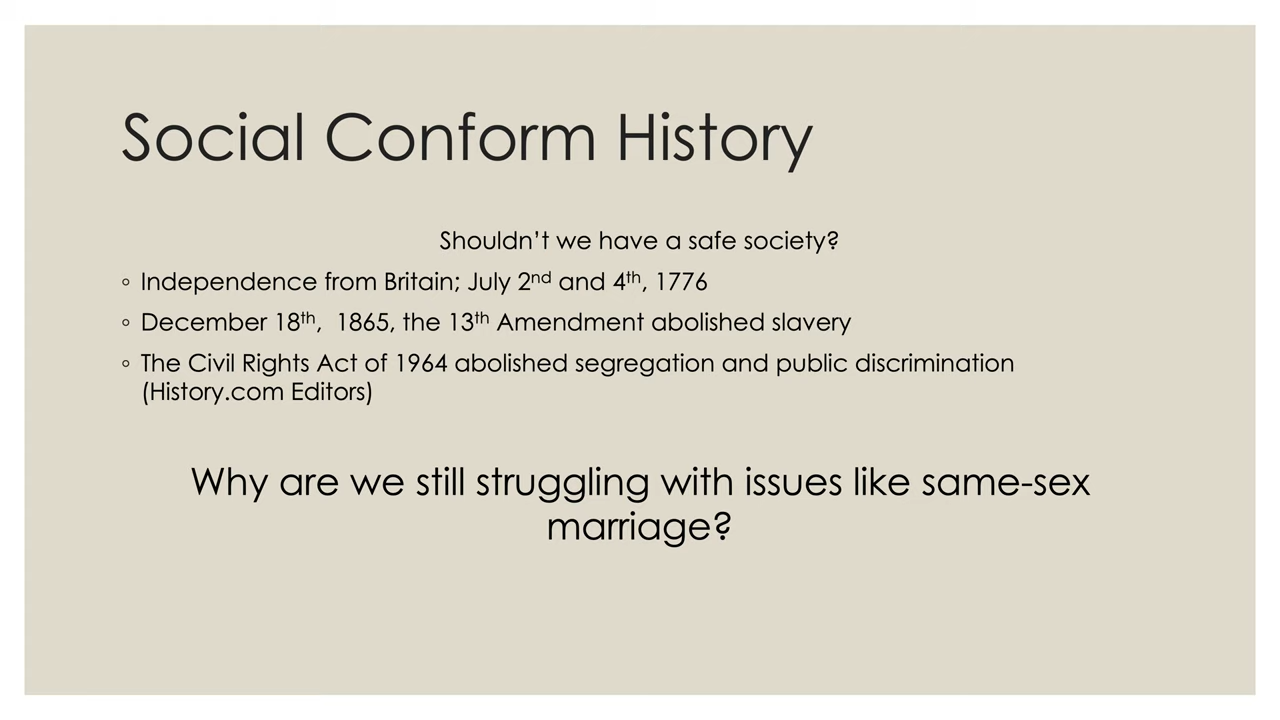 Social Conform History
Shouldn’t we have a safe society?
◦ Independence from Britain; July 2nd and 4th, 1776
◦ December 18th,  1865, the 13th Amendment abolished slavery
◦ The Civil Rights Act of 1964 abolished segregation and public discrimination
(History.com Editors)
Why are we still struggling with issues like same-sex
marriage?